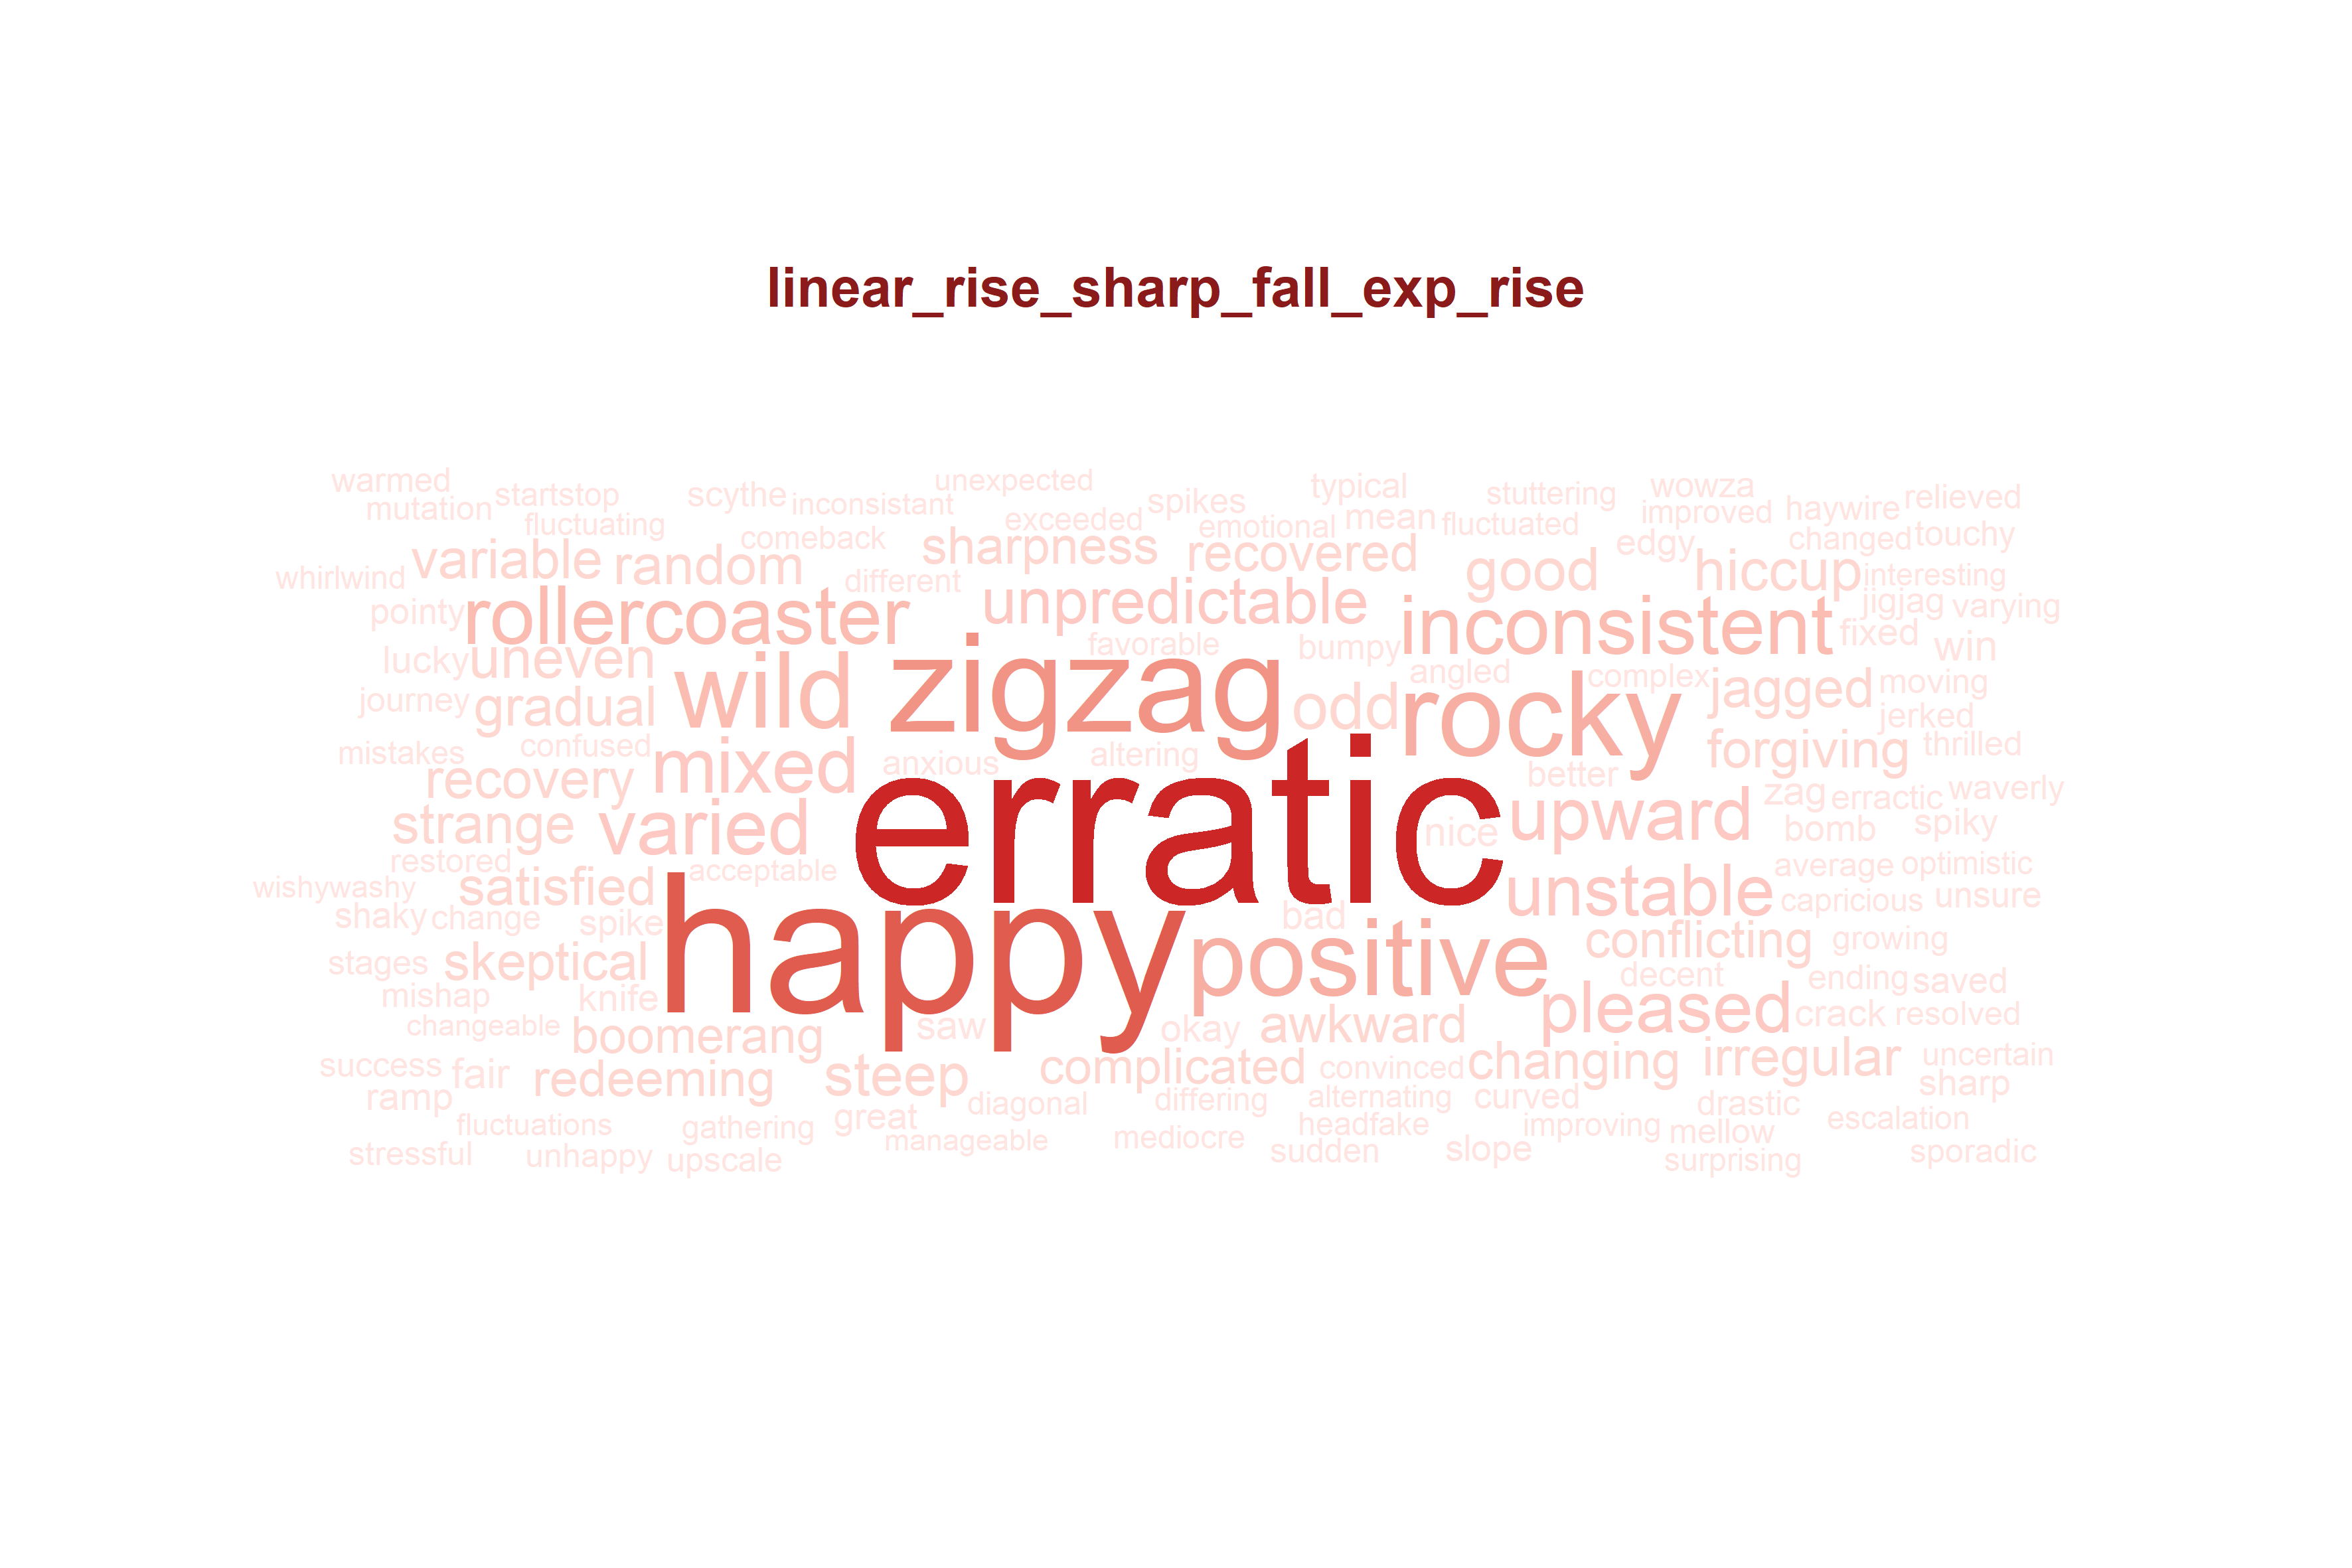 linear_rise_sharp_fall_exp_rise
warmed startstop scythe inconsistant unexpected spikes typical stuttering wowza improved haywire relieved
mutation fluctuating comeback exceeded emotional mean fluctuated edgy changed touchy
variable random sharpness recovered good hiccup
whirlwind different interesting
pointy rollercoaster unpredictable inconsistent jigjag varying
lucky uneven favorable bumpy fixed win
journey gradual wild zigzag odd angled rocky complex jagged moving
jerked
mistakes confused mixed anxious altering forgiving thrilled
recovery better
strange varied erratic nice upward zag erractic waverly
bomb spiky
restored acceptable average optimistic
wishywashy satisfied unstable capricious unsure
shaky change spike happy bad conflicting growing
stages skeptical positive decent ending saved
mishap knife pleased crack resolved
changeable boomerang saw okay awkward
success fair redeeming steep complicated convinced changing irregular uncertain
ramp diagonal differing alternating curved drastic sharp
fluctuations gathering great manageable mediocre headfake improving mellow escalation
stressful unhappy upscale sudden slope surprising sporadic